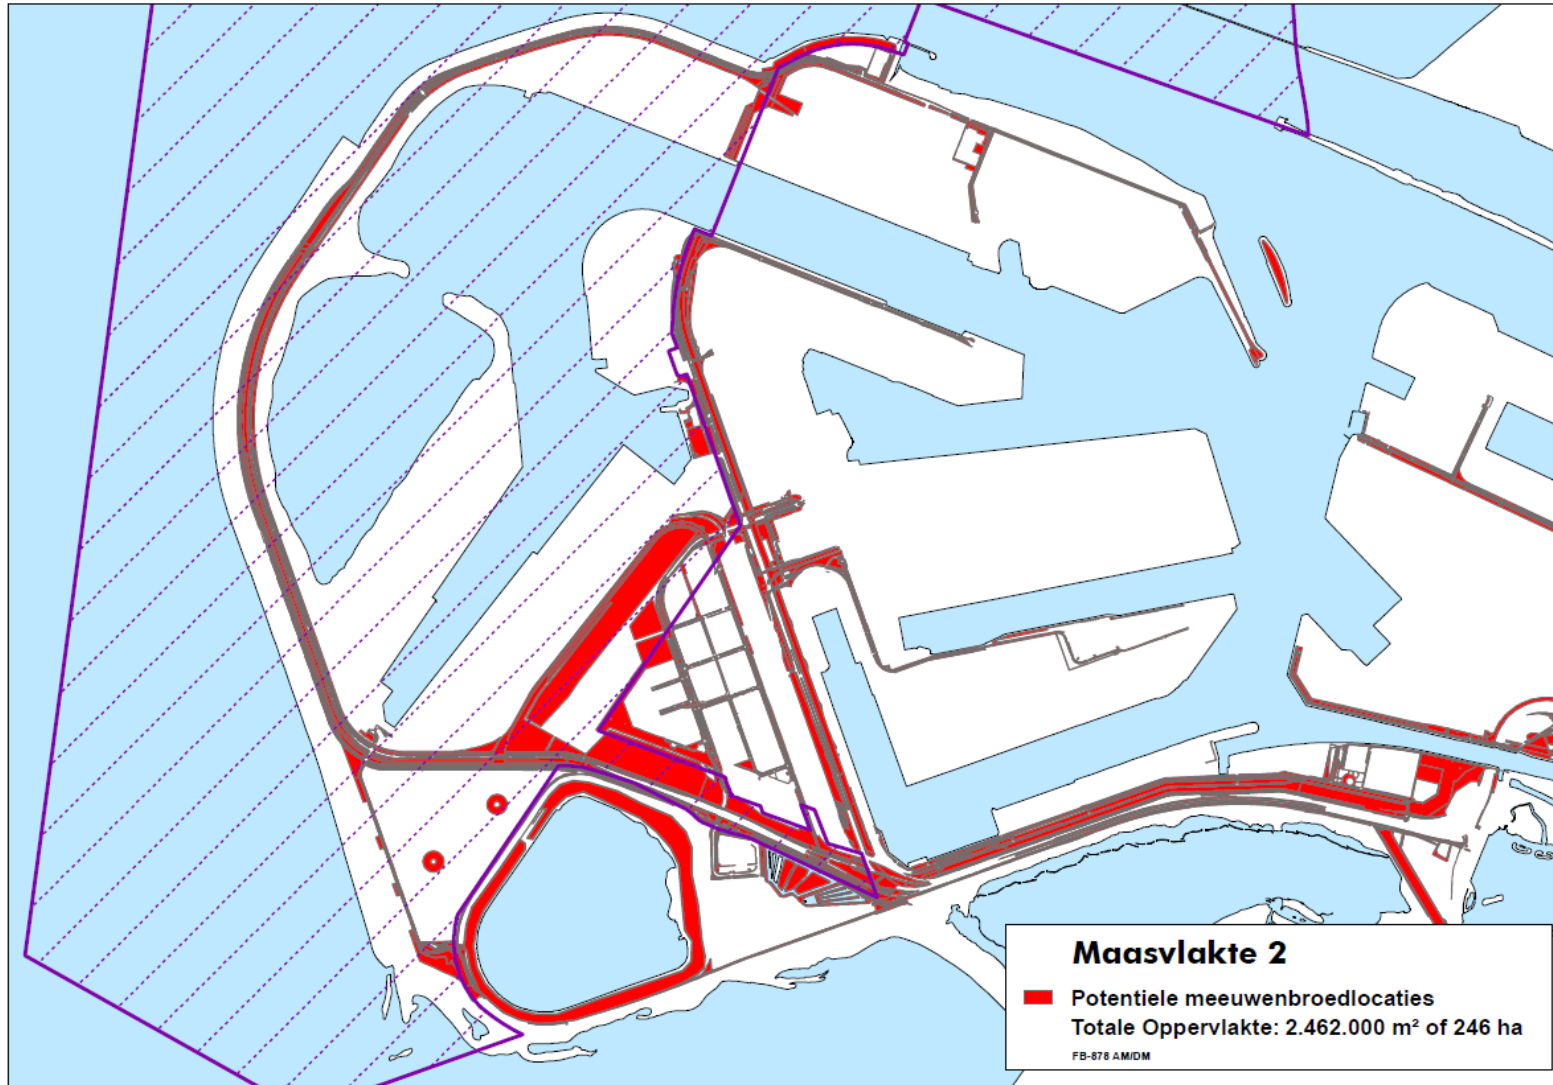 Maasvlakte 2
Potentiele meeuwenbroedlocaties
Totale Oppervlakte: 2.462.000 m² of 246 ha
FB-878 AM/DM